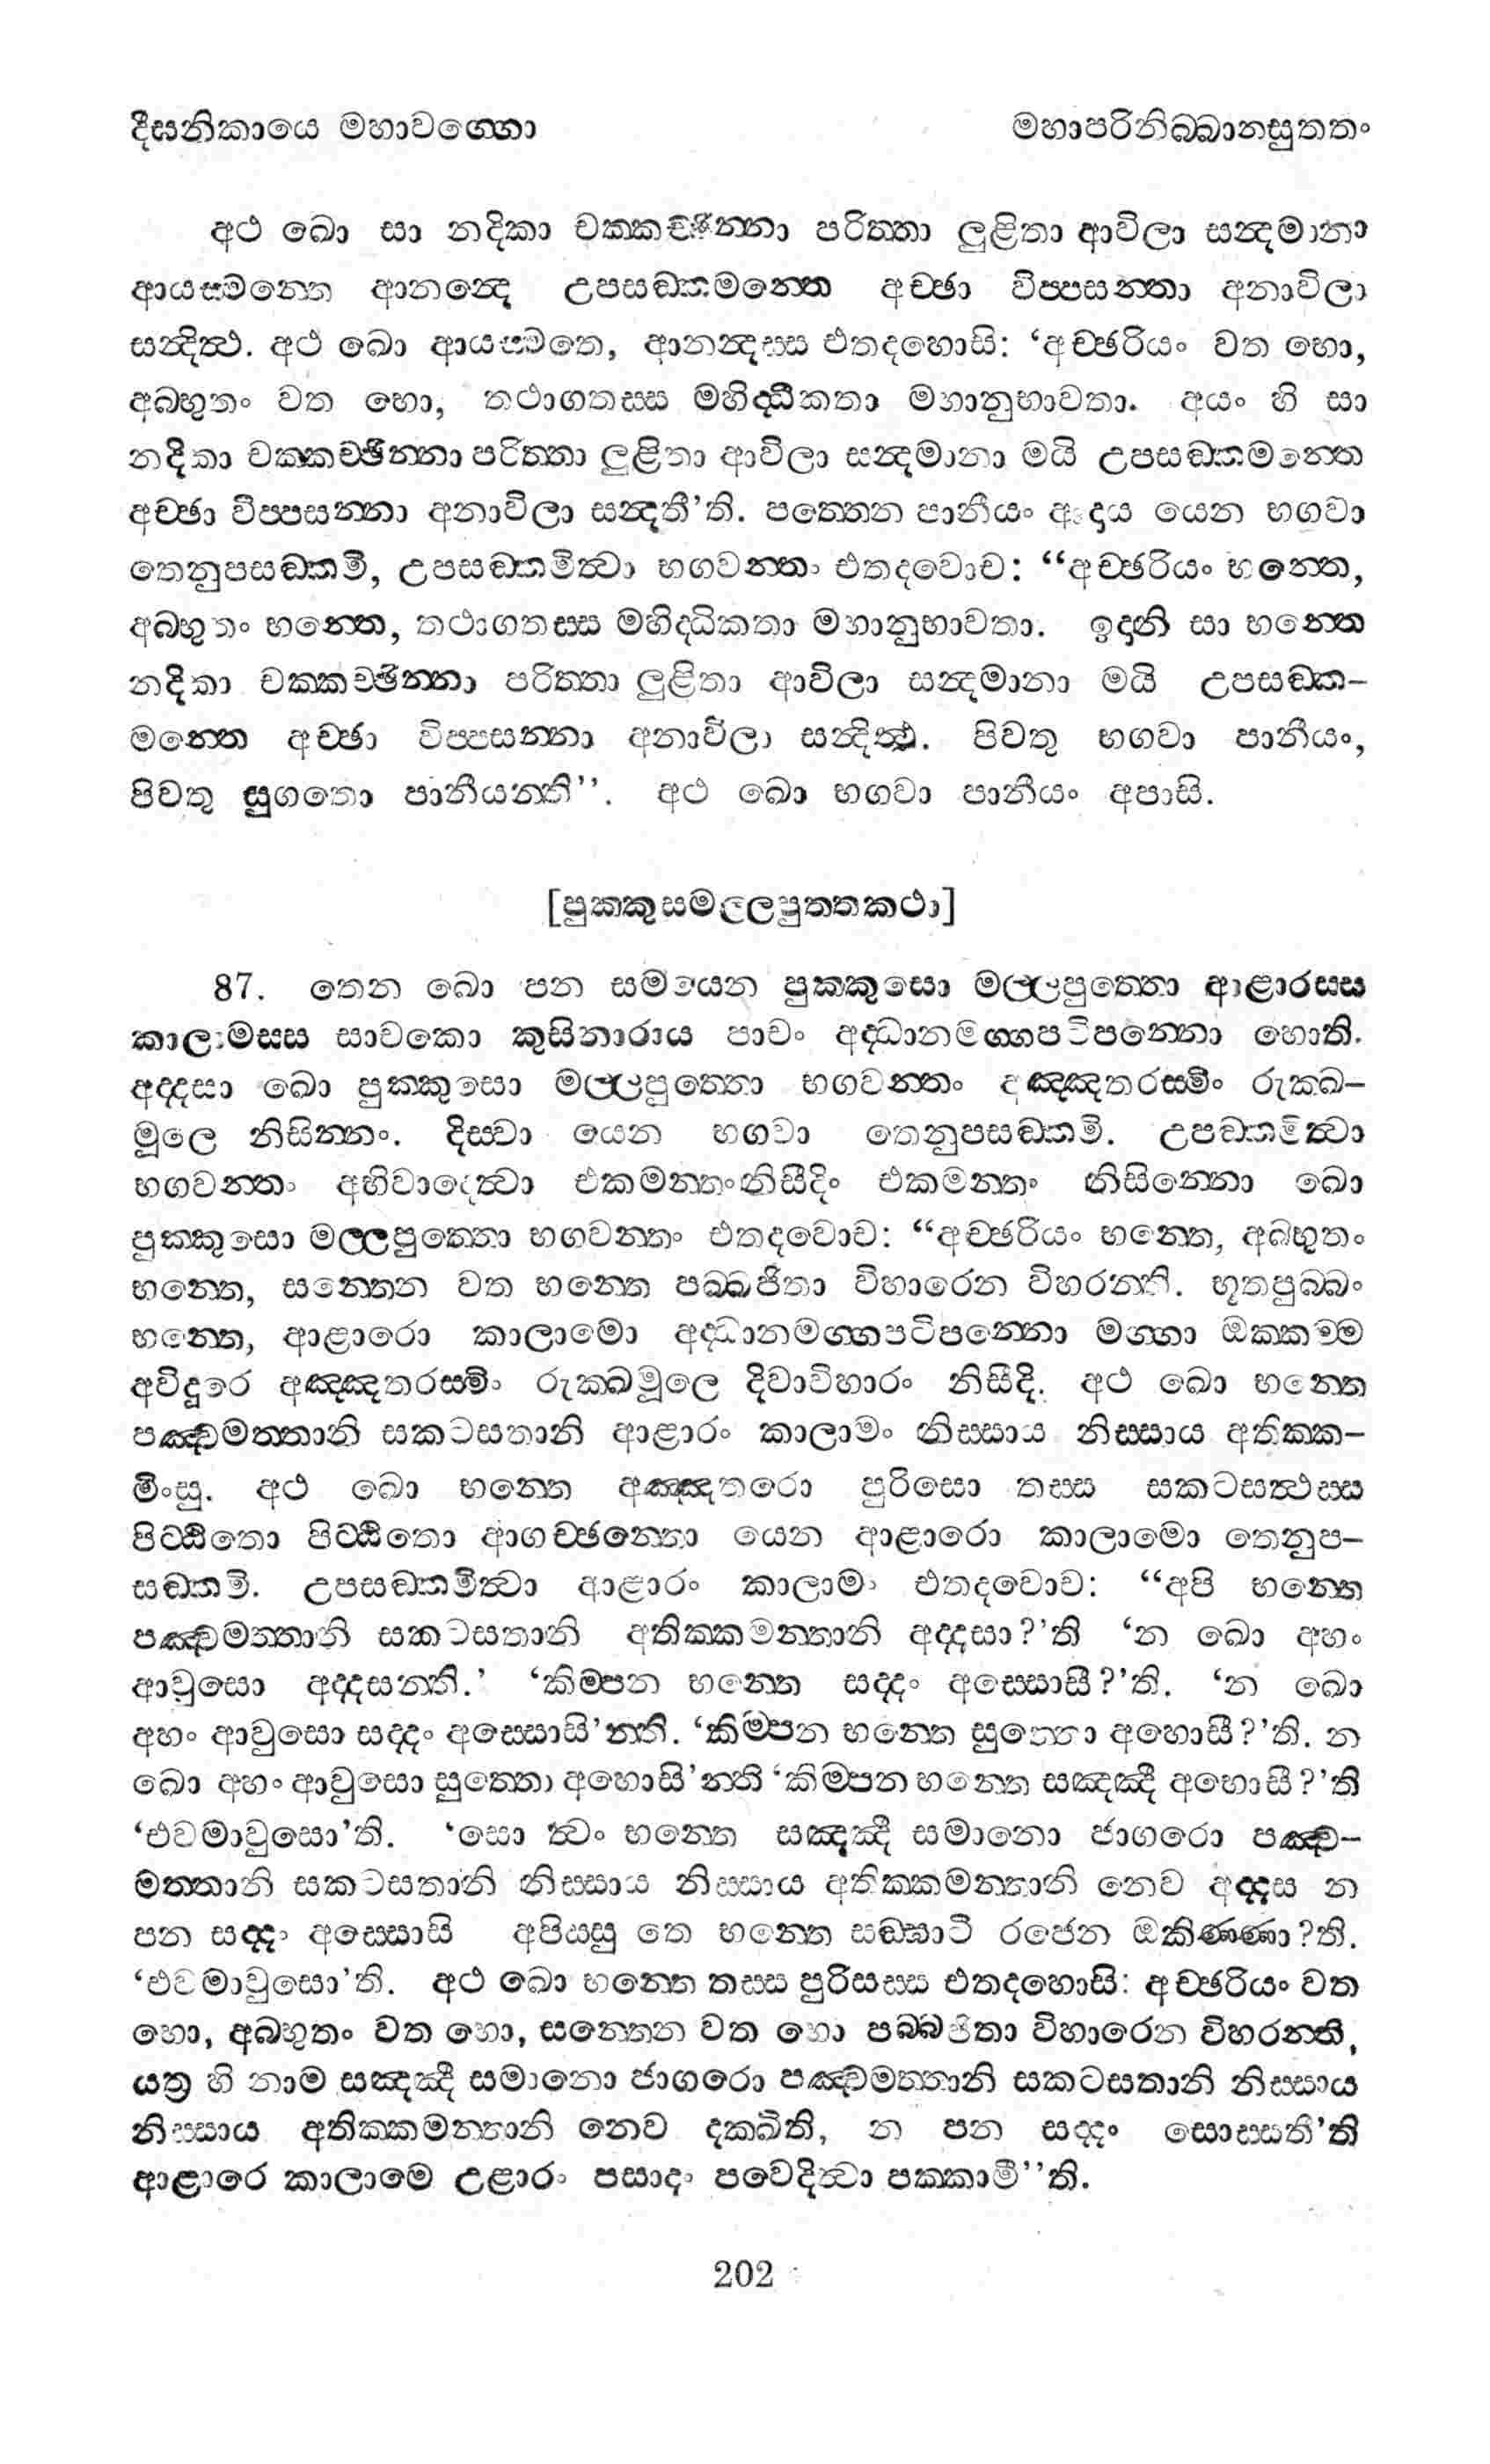 දීඝනිකායෙ මහාවග්ගො මහාපරිනිබ්බානසුත්තං
අථ ඛො සා නදිකා චක්කච්ඡින්නා පරිත්තා ලුළිතා ආවිලා සන්දමානා
ආයස්මන්තෙ ආනන්දෙ උපසඞ්කමන්තෙ අච්ඡා විප්පසන්නා අනාවිලා
සන්දිත්ථ. අථ ඛො ආයස්මතො, ආනන්දස්ස එතදහොසි: ‘අච්ඡරියං වත භො,
අබ්භුතං වත භො, තථාගතස්ස මහිද්ධිකතා මහානුභාවතා. අයං හි සා
නදිකා චක්කච්ඡින්නා පරිත්තා ලුළිතා ආවිලා සන්දමානා මයි උපසඞ්කමන්තෙ
අච්ඡා විප්පසන්නා අනාවිලා සන්දතී’ති. පත්තෙන පානීයං ආදාය යෙන භගවා
තෙනුපසඞ්කමි, උපසඞ්කමිත්වා භගවන්තං එතදවොච: “අච්ඡරියං භන්තෙ,
අබ්භුතං භන්තෙ, තථාගතස්ස මහිද්ධිකතා මහානුභාවතා. ඉදානි සා භන්තෙ
නදිකා චක්කච්ඡින්නා පරිත්තා ලුළිතා ආවිලා සන්දමානා මයි උපසඞ්ක-
මන්තෙ අච්ඡා විප්පසන්නා අනාවිලා සන්දිත්ථ. පිවතු භගවා පානීයං,
පිවතු සුගතො පානීයන්ති’’. අථ ඛො භගවා පානීයං අපාසි.
[පුක්කුසමල්ලපුත්තකථා]
87. තෙන ඛො පන සමයෙන පුක්කුසො මල්ලපුත්තො ආළාරස්ස
කාලාමස්ස සාවකො කුසිනාරාය පාවං අද්ධානමග්ගපටිපන්නො හොති.
අද්දසා ඛො පුක්කුසො මල්ලපුත්තො භගවන්තං අඤ්ඤතරස්මිං රුක්ඛ-
මූලෙ නිසින්නං. දිස්වා යෙන භගවා තෙනුපසඞ්කමි. උපඞ්කමිත්වා
භගවන්තං අභිවාදෙත්වා එකමන්තං නිසීදිං එකමන්තං නිසින්නො ඛො
පුක්කුසො මල්ලපුත්තො භගවන්තං එතදවොච: “අච්ඡරියං භන්තෙ, අබ්භුතං
භන්තෙ, සන්තෙන වත භන්තෙ පබ්බජිතා විහාරෙන විහරන්ති. භූතපුබ්බං
භන්තෙ, ආළාරො කාලාමො අද්ධානමග්ගපටිපන්නො මග්ගා ඔක්කම්ම
අවිදූරෙ අඤ්ඤතරස්මිං රුක්ඛමූලෙ දිවාවිහාරං නිසීදි. අථ ඛො භන්තෙ
පඤ්චමත්තානි සකටසතානි ආළාරං කාලාමං නිස්සාය නිස්සාය අතික්ක-
මිංසු. අථ ඛො භන්තෙ අඤ්ඤතරො පුරිසො තස්ස සකටසත්ථස්ස
පිට්ඨිතො පිට්ඨිතො ආගච්ඡන්තො යෙන ආළාරො කාලාමො තෙනුප-
සඞ්කමි. උපසඞ්කමිත්වා ආළාරං කාලාමං එතදවොච: “අපි භන්තෙ
පඤ්චමත්තානි සකටසතානි අතික්කමන්තානි අද්දසා?’ති ‘න ඛො අහං
ආවුසො අද්දසන්ති.’ ‘කිම්පන භන්තෙ සද්දං අස්සොසී?’ති. ‘න ඛො
අහං ආවුසො සද්දං අස්සොසි’න්ති. ‘කිම්පන භන්තෙ සුත්තො අහොසී?’ති. න
ඛො අහං ආවුසො සුත්තො අහොසි’න්ති ‘කිම්පන භන්තෙ සඤ්ඤී අහොසී?’ති
‘එවමාවුසො’ති. ‘සො ත්වං භන්තෙ සඤ්ඤී සමානො ජාගරො පඤ්ච-
මත්තානි සකටසතානි නිස්සාය නිස්සාය අතික්කමන්තානි නෙව අද්දස න
පන සද්දං අස්සොසි අපිස්සු තෙ භන්තෙ සඞ්ඝාටි රජෙන ඔකිණ්ණා?ති.
‘එවමාවුසො’ති. අථ ඛො භන්තෙ තස්ස පුරිසස්ස එතදහොසි: අච්ඡරියං වත
භො, අබ්භුතං වත භො, සන්තෙන වත භො පබ්බජිතා විහාරෙන විහරන්ති,
යත්‍ර හි නාම සඤ්ඤී සමානො ජාගරො පඤ්චමත්තානි සකටසතානි නිස්සාය
නිස්සාය අතික්කමන්තානි නෙව දක්ඛිති, න පන සද්දං සොස්සතී’ති
ආළාරෙ කාලාමෙ උළාරං පසාදං පවෙදිත්වා පක්කාමී’’ති.
202